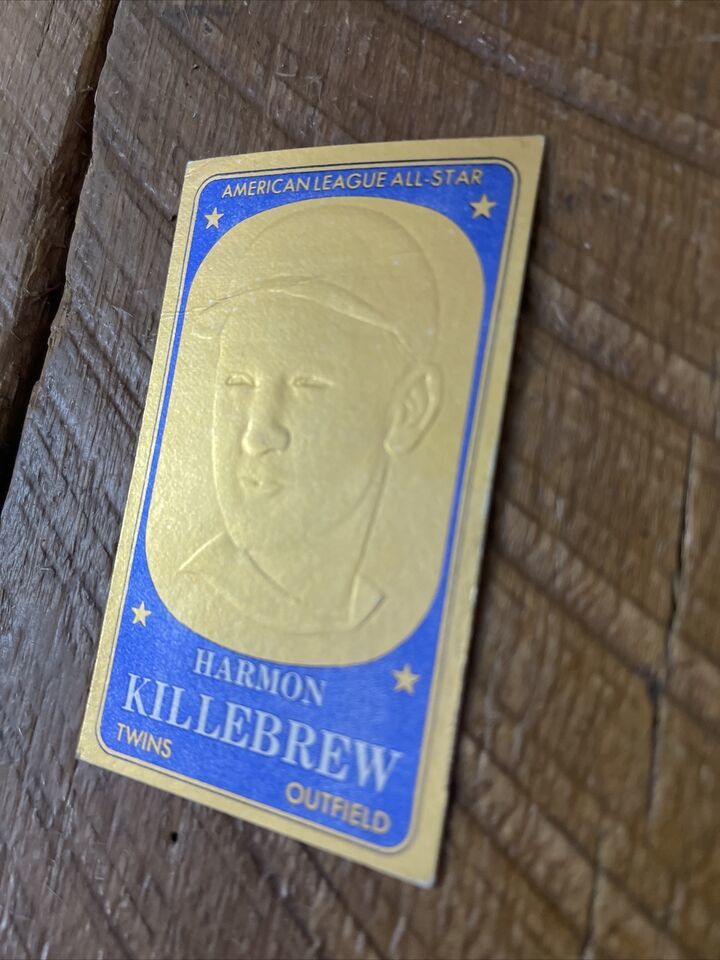 AMERICAN LEAGUE ALL-STAR
HARMON
KILLEBREW
TWINS
OUTFIELD